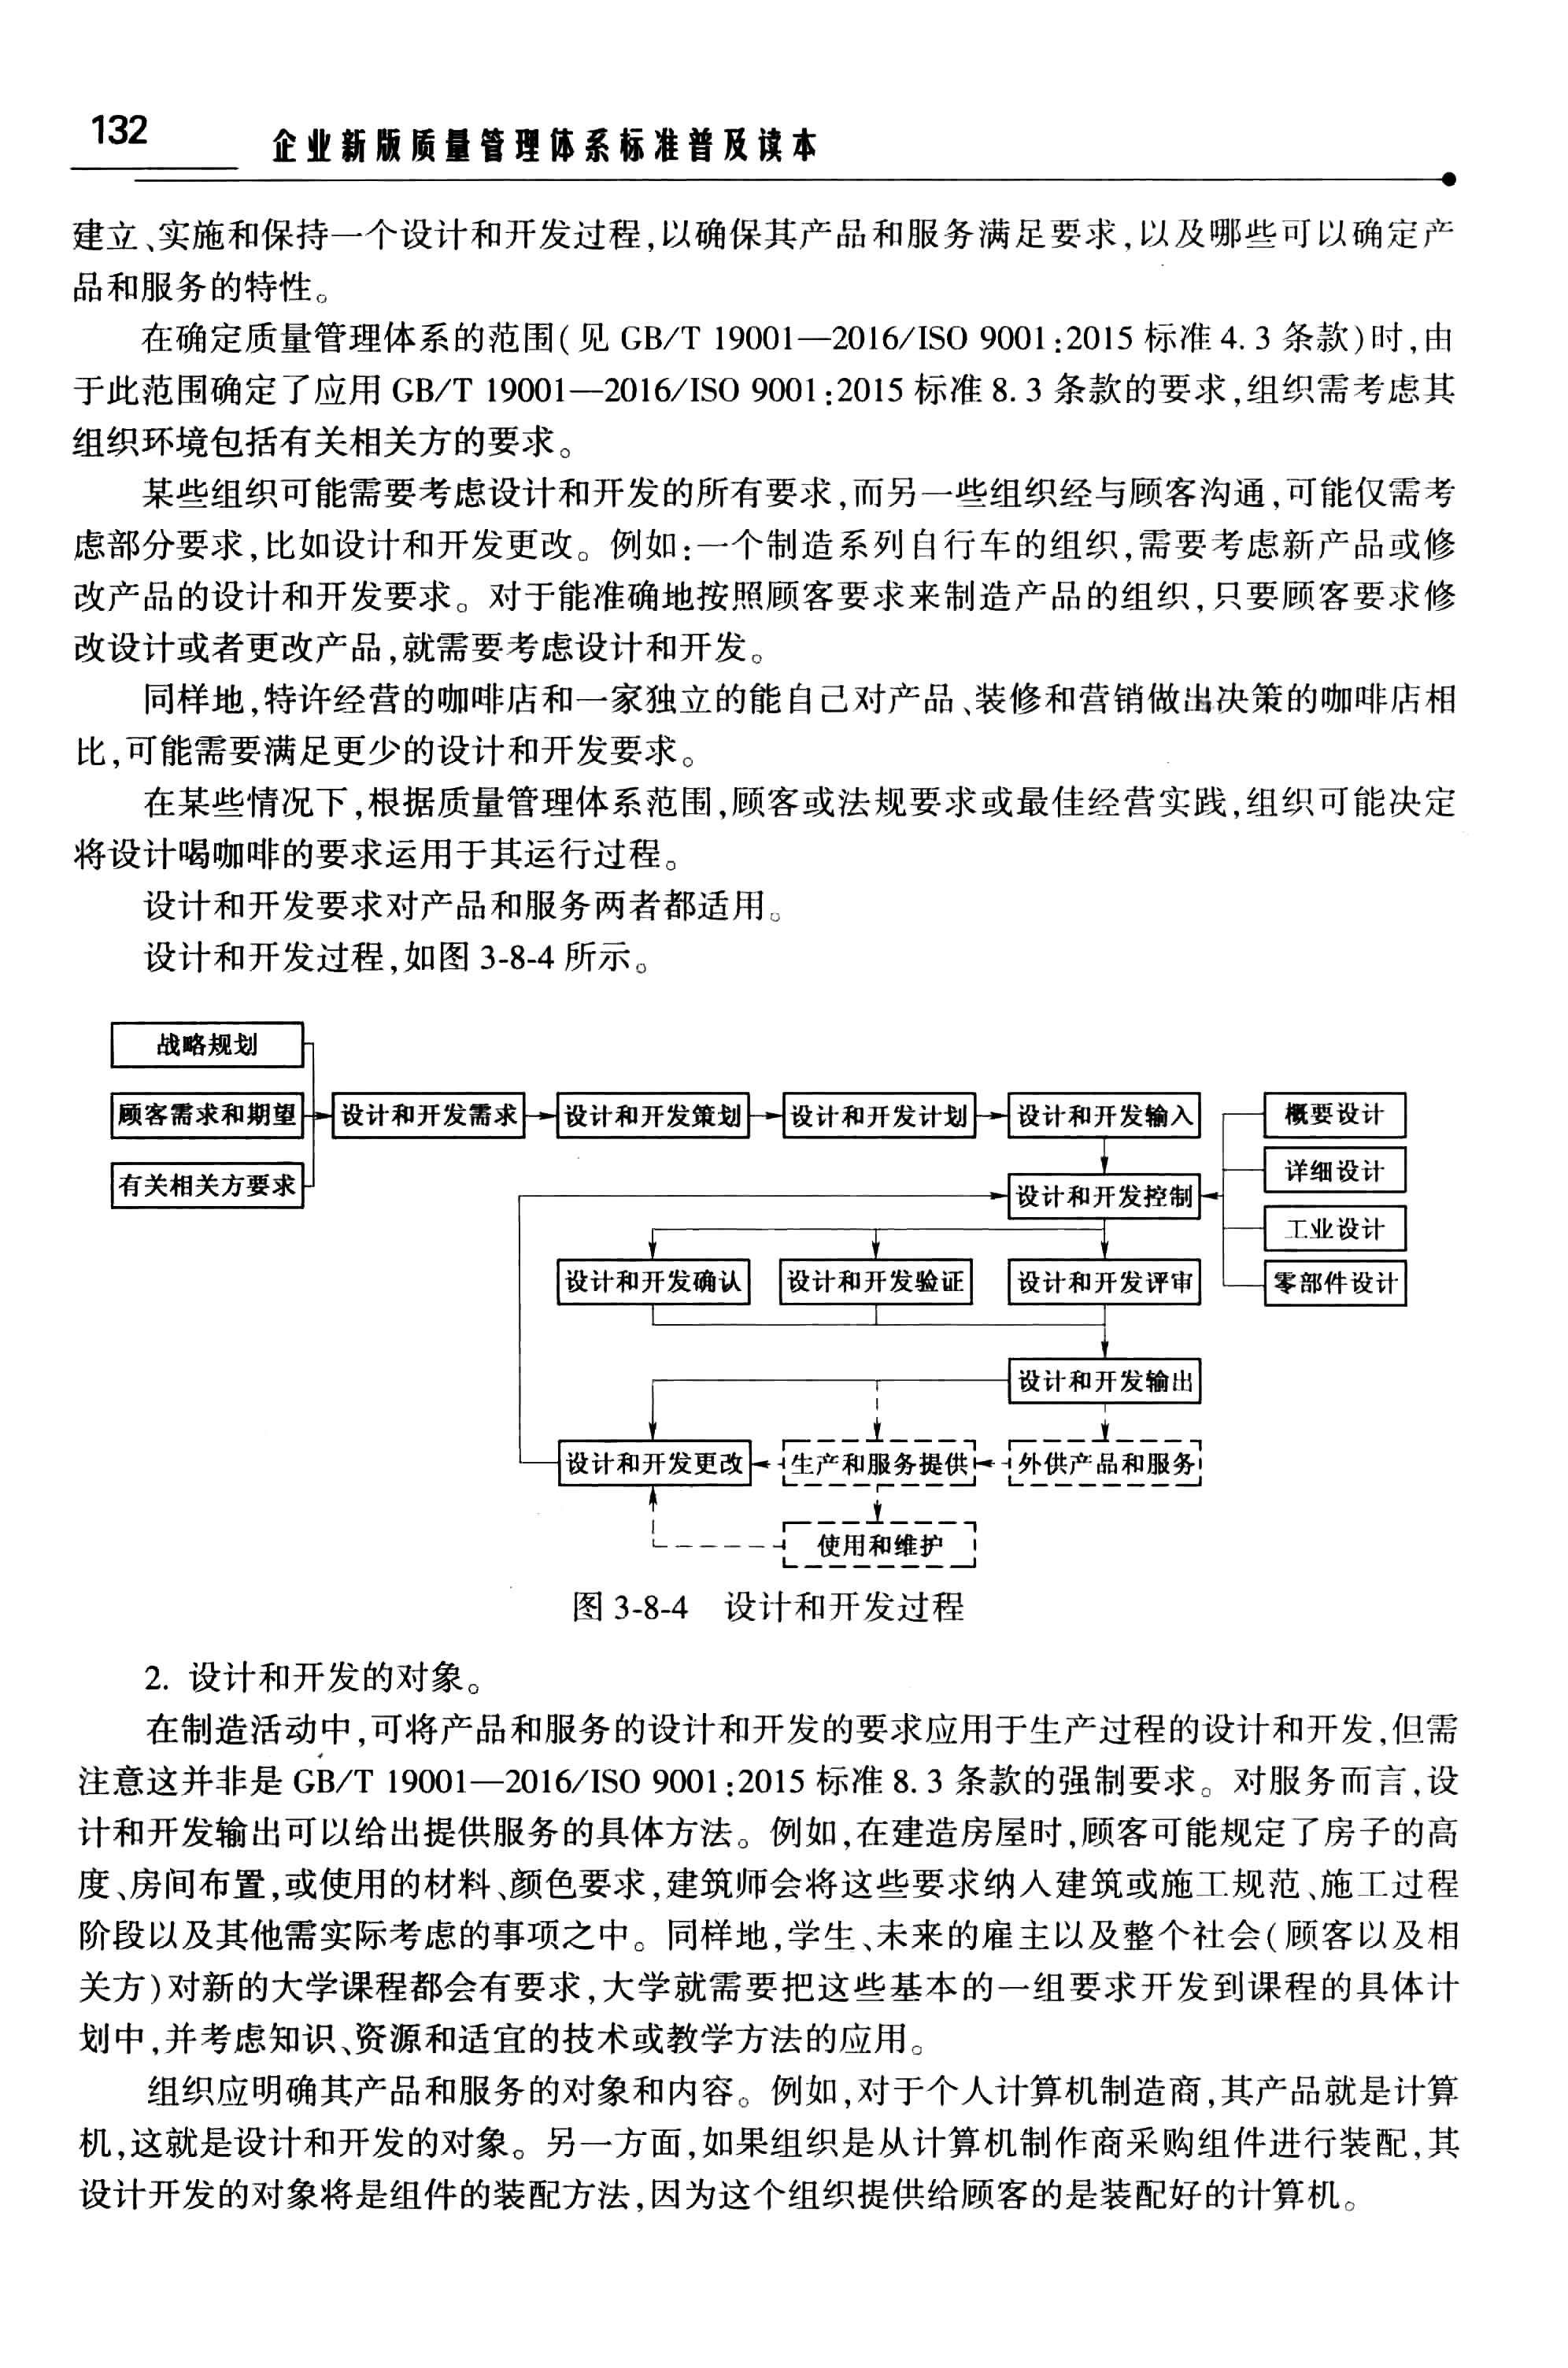 132
企业新版质量管理体系标准普及读本
建立、实施和保持一个设计和开发过程,以确保其产品和服务满足要求,以及哪些可以确定产
品和服务的特性。
在确定质量管理体系的范围(见 GB/T 19001—2016/ISO 9001:2015 标准 4.3 条款)时,由
于此范围确定了应用 GB/T 19001—2016/ISO 9001:2015 标准 8.3 条款的要求,组织需考虑其
组织环境包括有关相关方的要求。
某些组织可能需要考虑设计和开发的所有要求,而另一些组织经与顾客沟通,可能仅需考
虑部分要求,比如设计和开发更改。例如:一个制造系列自行车的组织,需要考虑新产品或修
改产品的设计和开发要求。对于能准确地按照顾客要求来制造产品的组织,只要顾客要求修
改设计或者更改产品,就需要考虑设计和开发。
同样地,特许经营的咖啡店和一家独立的能自己对产品、装修和营销做出决策的咖啡店相
比,可能需要满足更少的设计和开发要求。
在某些情况下,根据质量管理体系范围,顾客或法规要求或最佳经营实践,组织可能决定
将设计喝咖啡的要求运用于其运行过程。
设计和开发要求对产品和服务两者都适用。
设计和开发过程,如图 3-8-4 所示。
战略规划
顾客需求和期望 设计和开发需求 设计和开发策划 设计和开发计划 设计和开发输入 概要设计
详细设计
有关相关方要求 设计和开发控制
工业设计
设计和开发确认 设计和开发验证 设计和开发评审 零部件设计
设计和开发输出
设计和开发更改 生产和服务提供 外供产品和服务
使用和维护
图 3-8-4 设计和开发过程
2. 设计和开发的对象。
在制造活动中,可将产品和服务的设计和开发的要求应用于生产过程的设计和开发,但需
注意这并非是 GB/T 19001—2016/ISO 9001:2015 标准 8.3 条款的强制要求。对服务而言,设
计和开发输出可以给出提供服务的具体方法。例如,在建造房屋时,顾客可能规定了房子的高
度、房间布置,或使用的材料、颜色要求,建筑师会将这些要求纳入建筑或施工规范、施工过程
阶段以及其他需实际考虑的事项之中。同样地,学生、未来的雇主以及整个社会(顾客以及相
关方)对新的大学课程都会有要求,大学就需要把这些基本的一组要求开发到课程的具体计
划中,并考虑知识、资源和适宜的技术或教学方法的应用。
组织应明确其产品和服务的对象和内容。例如,对于个人计算机制造商,其产品就是计算
机,这就是设计和开发的对象。另一方面,如果组织是从计算机制作商采购组件进行装配,其
设计开发的对象将是组件的装配方法,因为这个组织提供给顾客的是装配好的计算机。